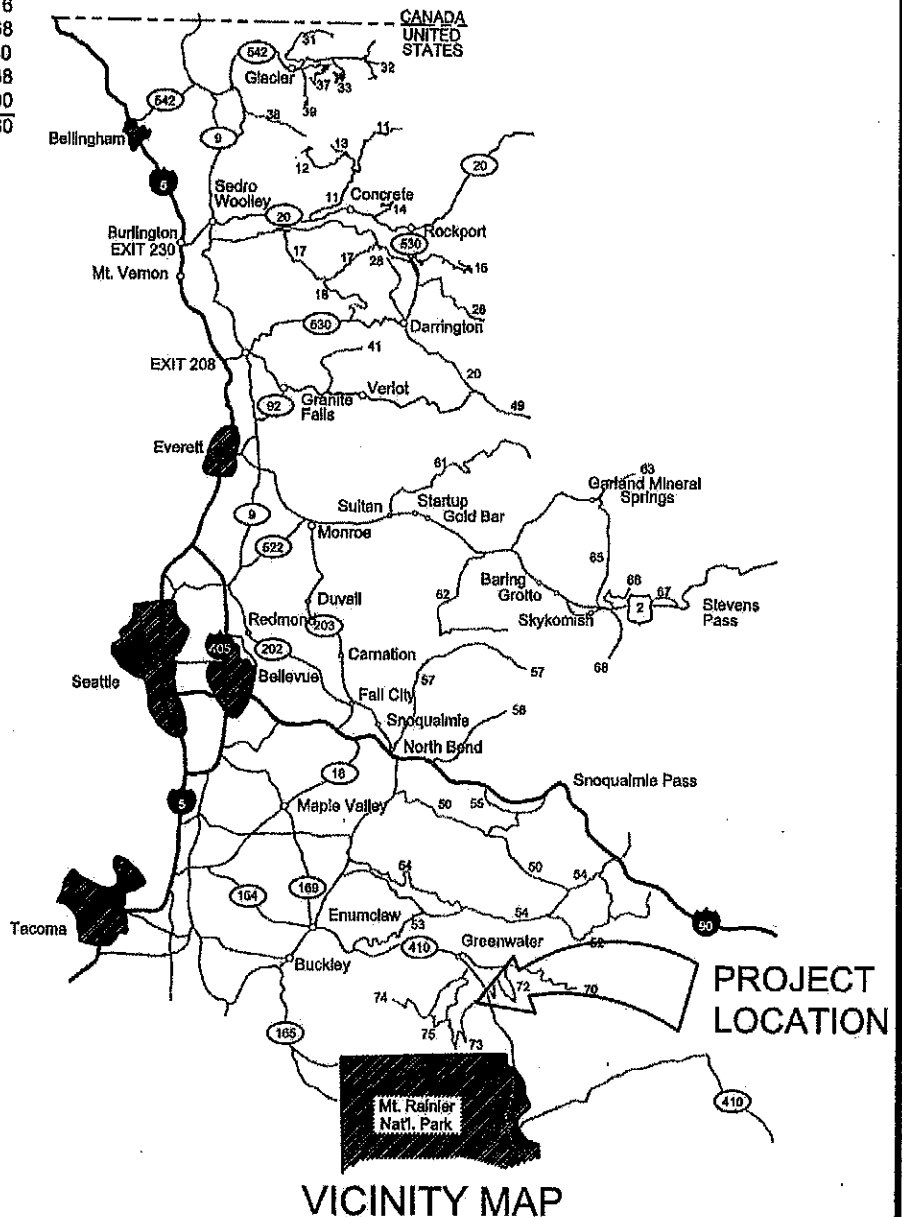 CANADA
UNITED
STATES
31
542
Glacier
32
37
33
39
542
Bellingham
9
38
5
11
13
12
Sedro
Woolley
11
Concrete
20
20
14
Burlington
EXIT 230
Rockport
530
Mt. Vernon
17
17
28
16
18
26
530
Darrington
EXIT 208
41
20
92
Granite
Falls
Verlot
49
Everett
61
63
Garland Mineral
Springs
Sultan
Startup
Gold Bar
9
522
Monroe
65
Baring
Grotto
62
66
67
2
Stevens
Pass
Skykomish
68
Duvall
203
Redmond
202
405
Carnation
Seattle
Bellevue
57
57
Fall City
Snoqualmie
58
North Bend
18
Snoqualmie Pass
5
Maple Valley
50
55
50
54
54
164
169
Enumclaw
54
53
Tacoma
410
Greenwater
52
90
Buckley
PROJECT
LOCATION
72
70
74
75
73
165
Mt. Rainier
Nat'l. Park
410
VICINITY MAP